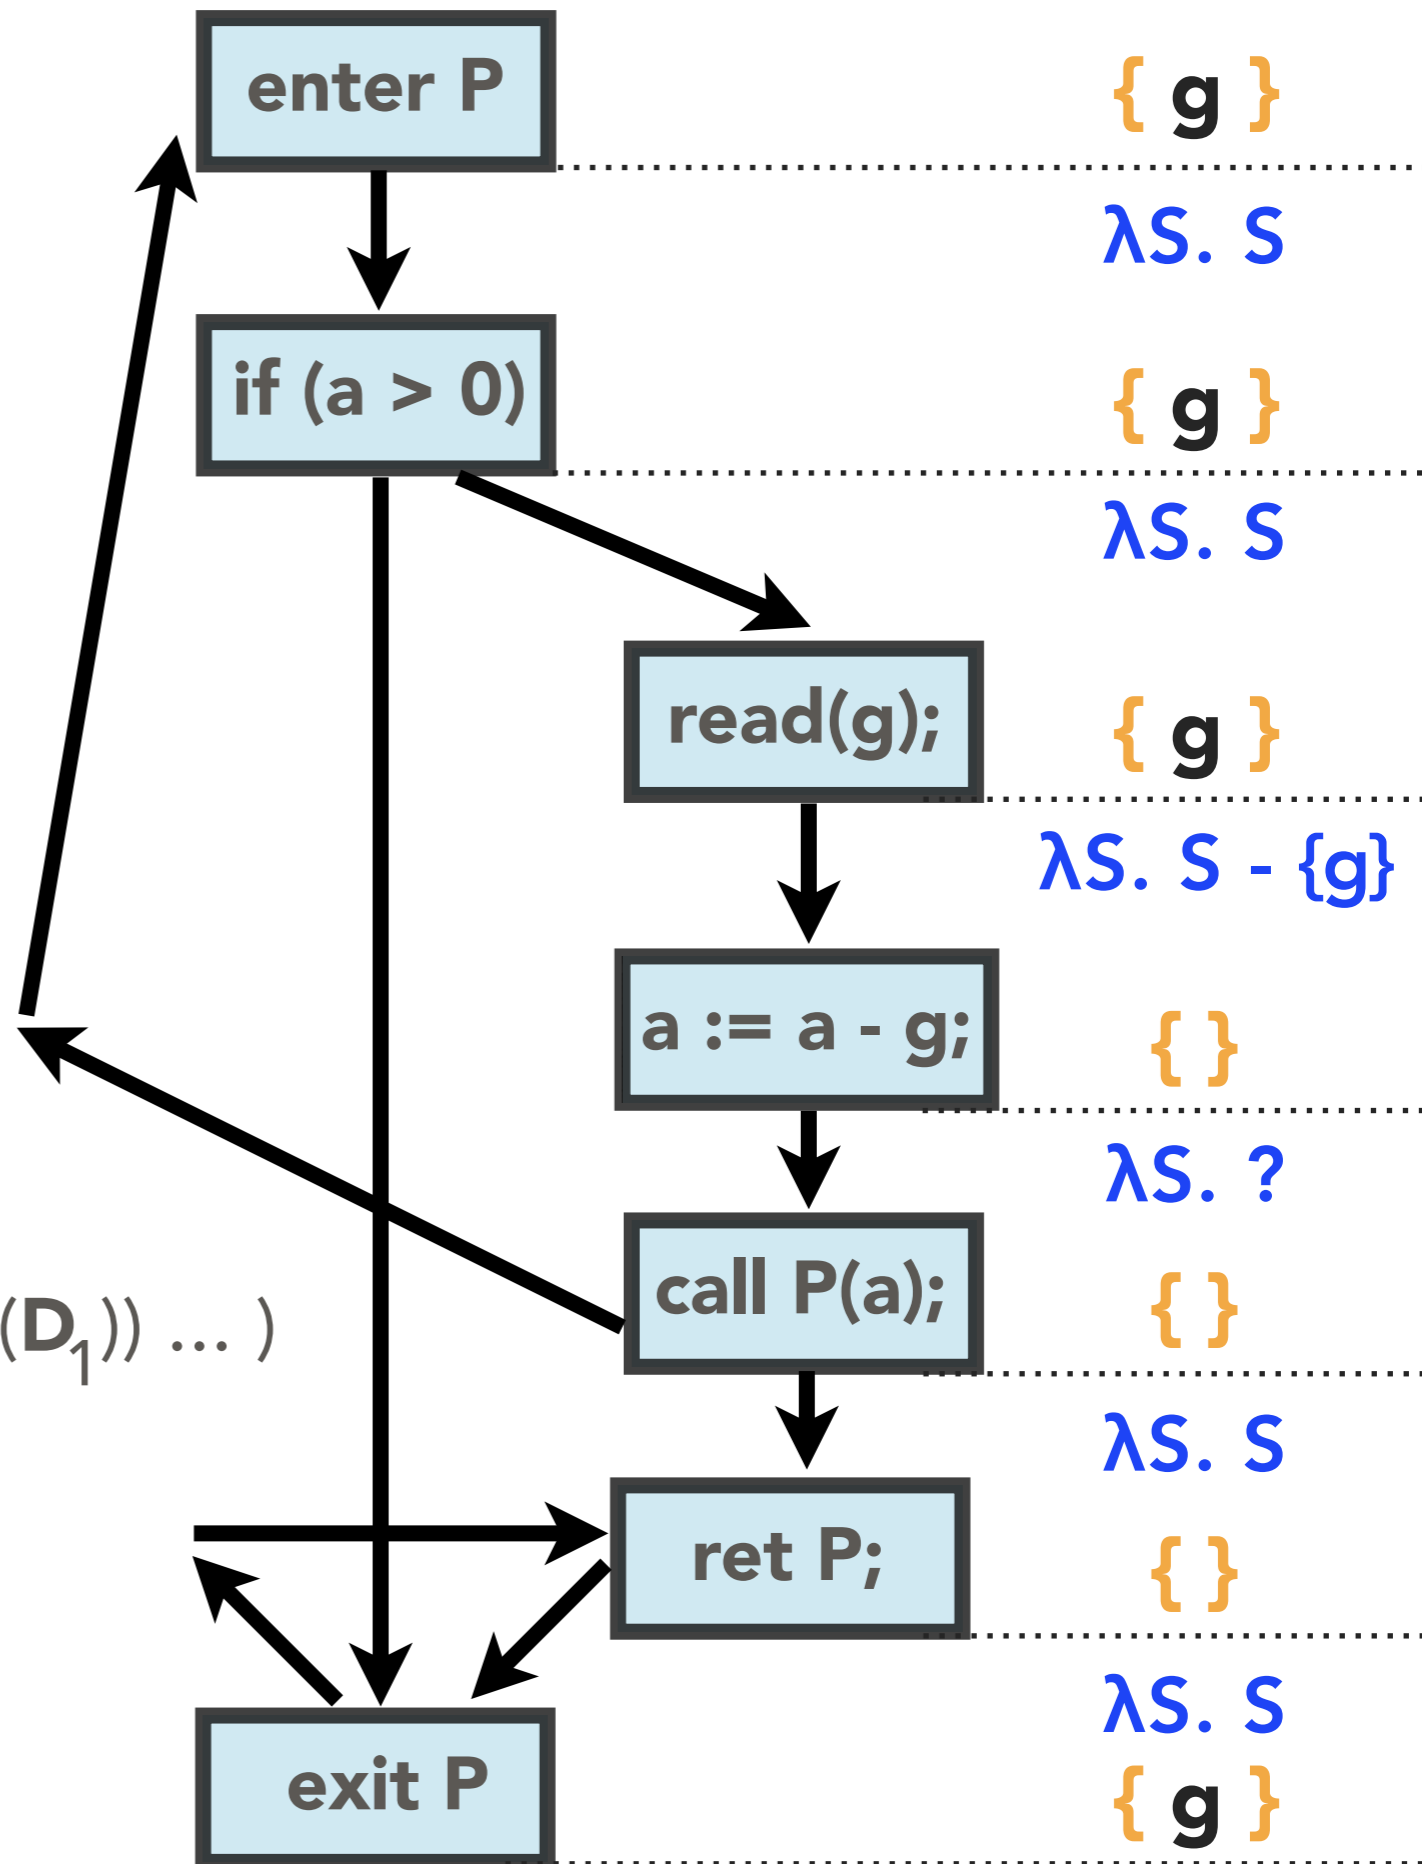 enter P
{ g }
λS. S
if (a > 0)
{ g }
λS. S
read(g);
{ g }
λS. S - {g}
a := a - g;
{ }
λS. ?
call P(a);
{ }
(D1)) ... )
λS. S
ret P;
{ }
λS. S
exit P
{ g }